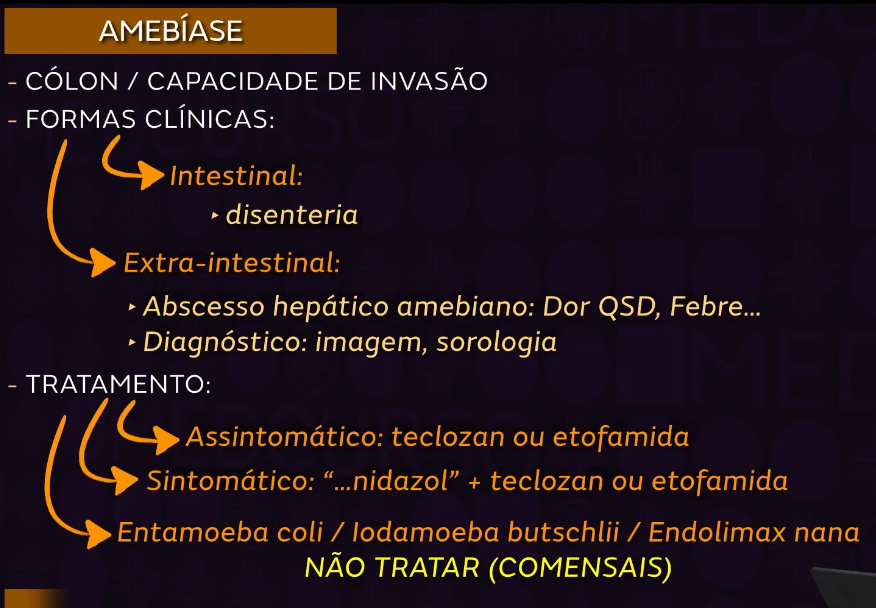 AMEBÍASE
- CÓLON / CAPACIDADE DE INVASÃO
- FORMAS CLÍNICAS:
Intestinal:
‣ disenteria
Extra-intestinal:
‣ Abscesso hepático amebiano: Dor QSD, Febre...
‣ Diagnóstico: imagem, sorologia
- TRATAMENTO:
Assintomático: teclozan ou etofamida
Sintomático: “...nidazol” + teclozan ou etofamida
Entamoeba coli / Iodamoeba butschlii / Endolimax nana
NÃO TRATAR (COMENSAIS)